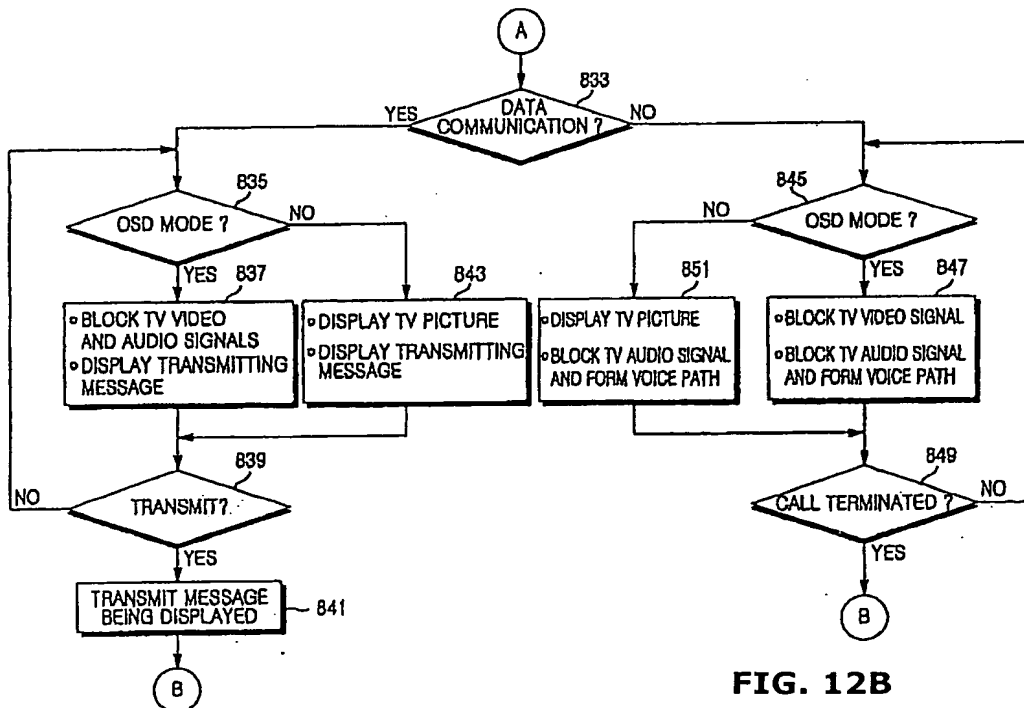 A
833
YES
DATA
COMMUNICATION ?
NO
835
OSD MODE ?
NO
YES
837
▫ BLOCK TV VIDEO
AND AUDIO SIGNALS
▫ DISPLAY TRANSMITTING
MESSAGE
843
▫ DISPLAY TV PICTURE
▫ DISPLAY TRANSMITTING
MESSAGE
839
NO
TRANSMIT?
YES
TRANSMIT MESSAGE
BEING DISPLAYED
841
B
845
NO
OSD MODE ?
YES
851
▫ DISPLAY TV PICTURE
▫ BLOCK TV AUDIO SIGNAL
AND FORM VOICE PATH
847
▫ BLOCK TV VIDEO SIGNAL
▫ BLOCK TV AUDIO SIGNAL
AND FORM VOICE PATH
849
CALL TERMINATED ?
NO
YES
B
FIG. 12B